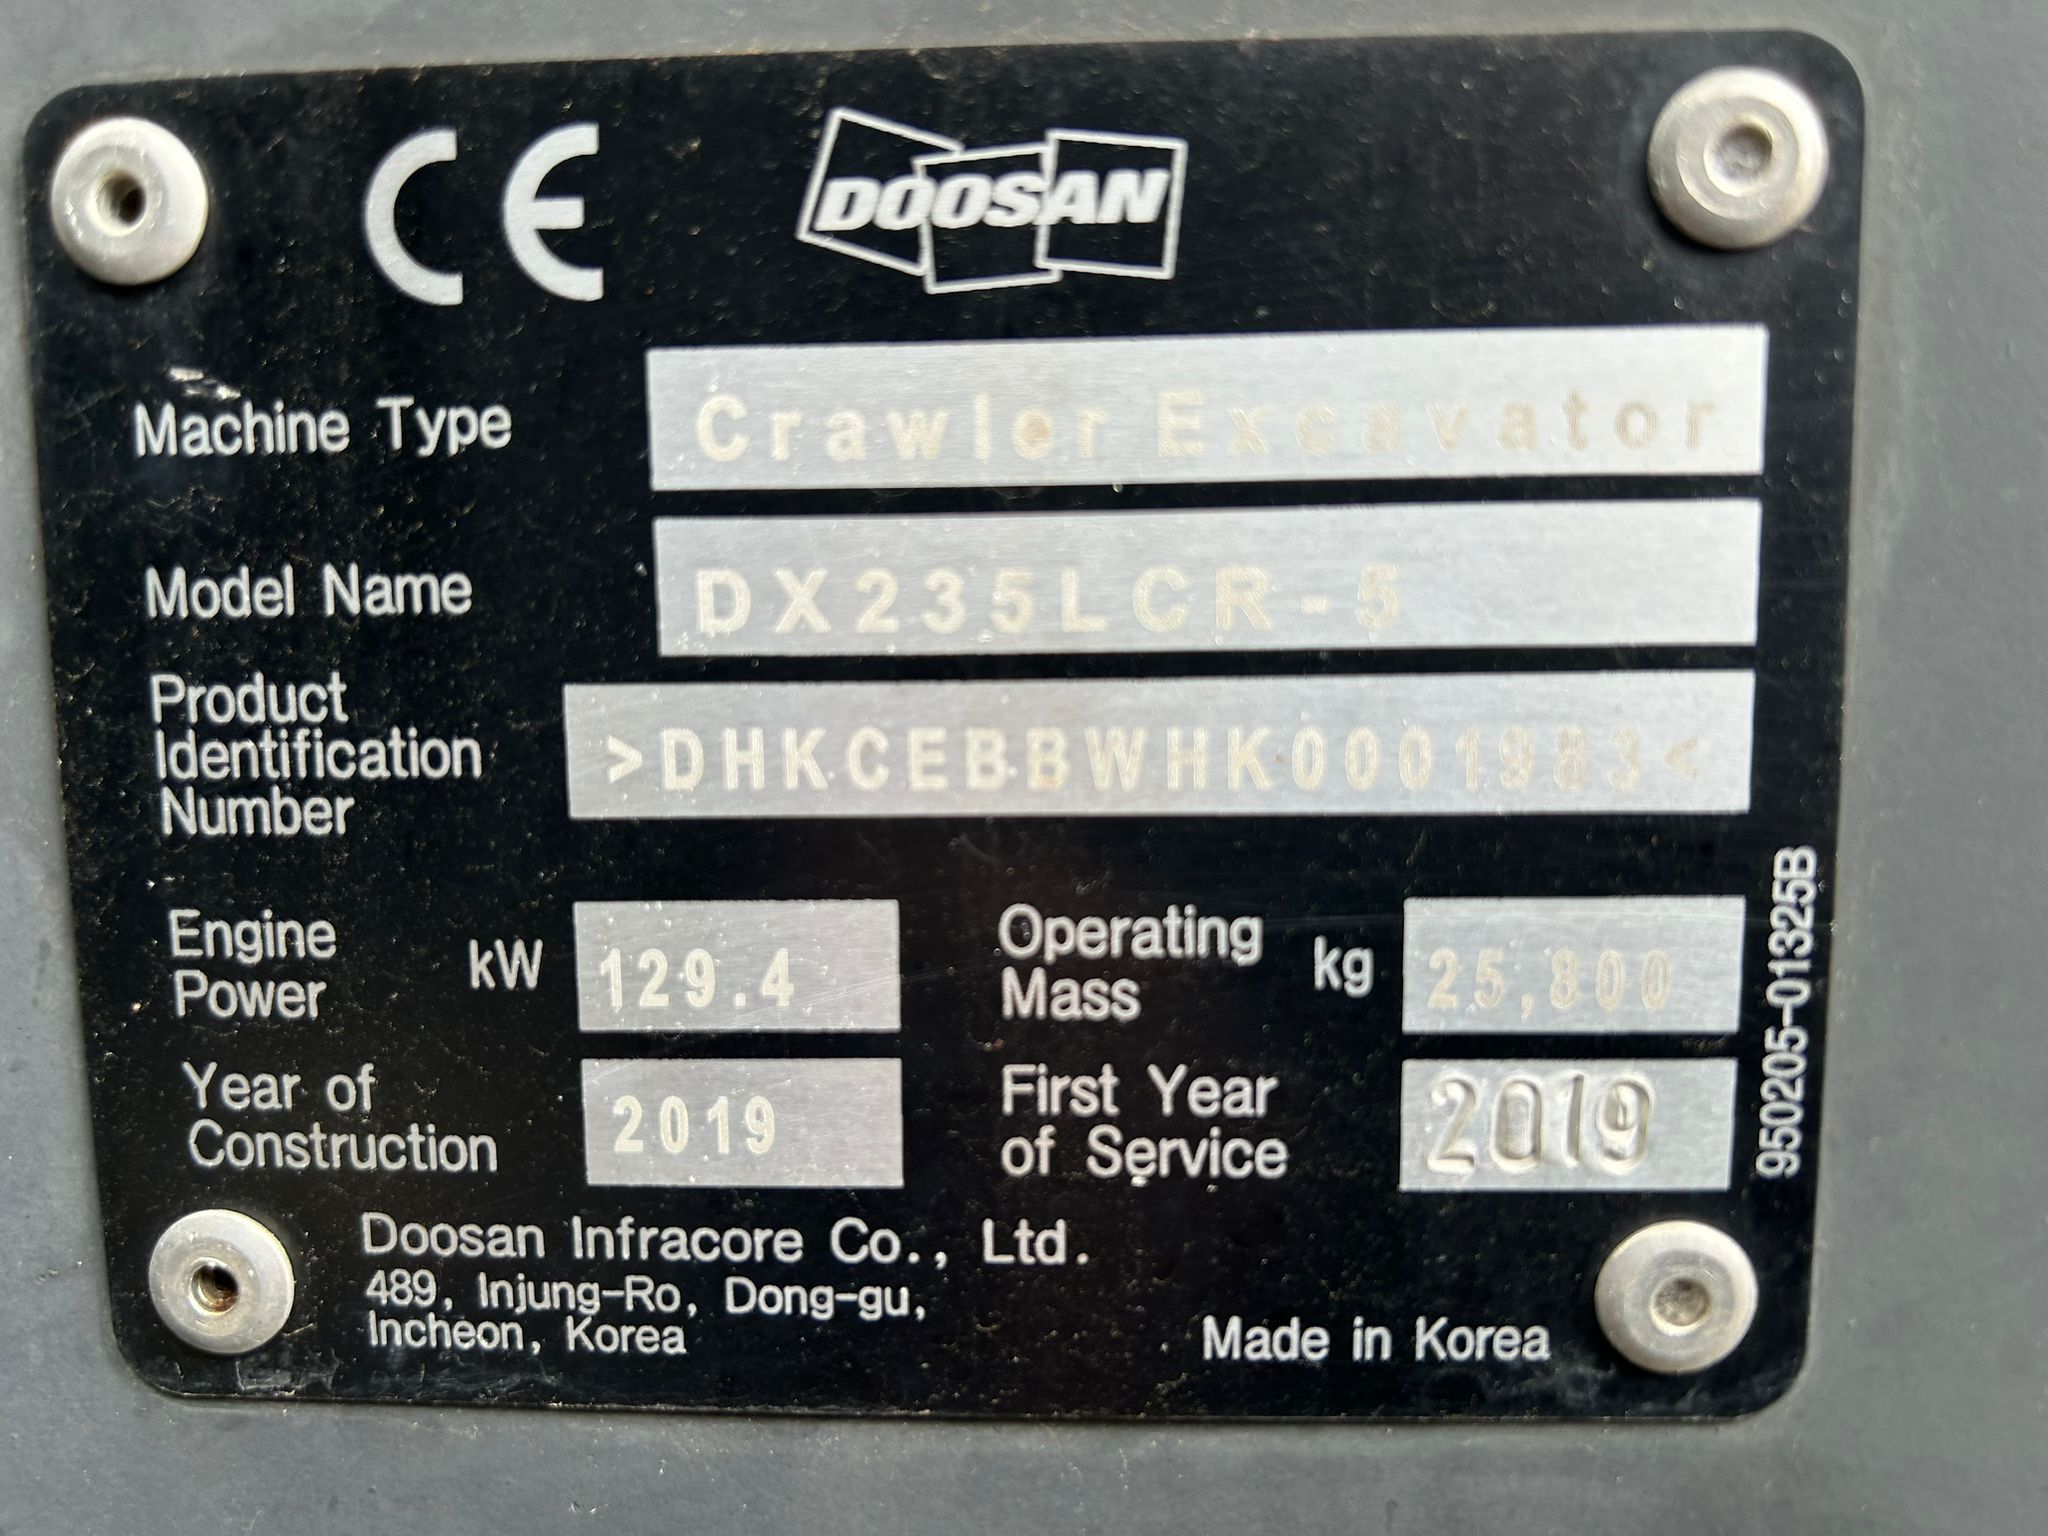 CE DOOSAN
Machine Type Crawler Excavator
Model Name DX235LCR-5
Product
Identification
Number
>DHKCEBBWHK0001983<
Engine
Power kW 129.4
Operating
Mass kg 25,800
Year of
Construction 2019
First Year
of Service 2019
Doosan Infracore Co., Ltd.
489, Injung-Ro, Dong-gu,
Incheon, Korea
Made in Korea
950205-01325B